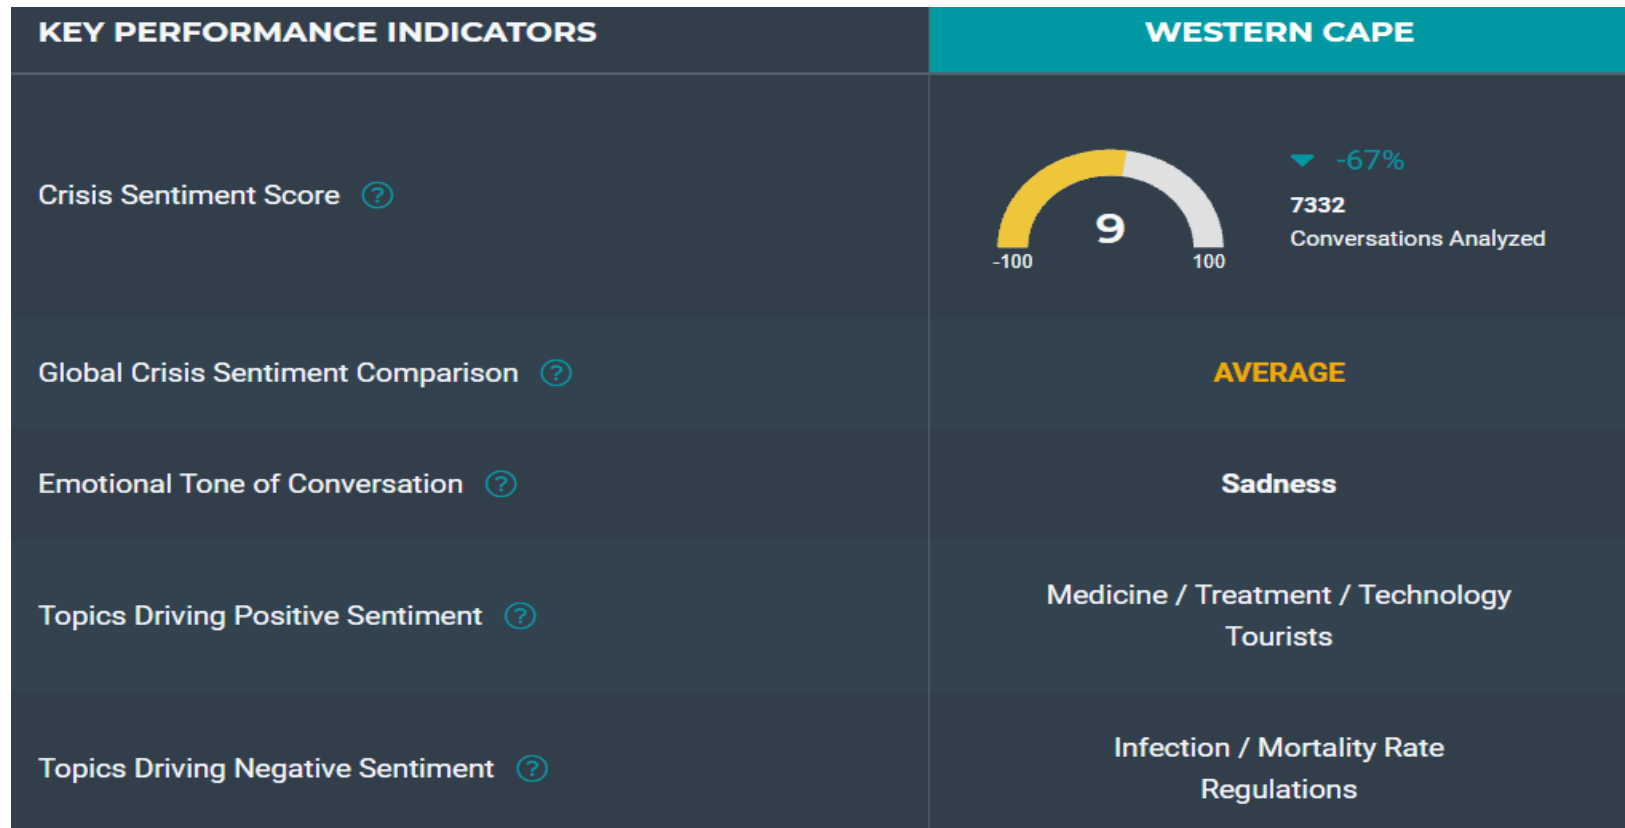 KEY PERFORMANCE INDICATORS
WESTERN CAPE
Crisis Sentiment Score ?
9
-100
100
-67%
7332
Conversations Analyzed
Global Crisis Sentiment Comparison ?
AVERAGE
Emotional Tone of Conversation ?
Sadness
Topics Driving Positive Sentiment ?
Medicine / Treatment / Technology
Tourists
Topics Driving Negative Sentiment ?
Infection / Mortality Rate
Regulations